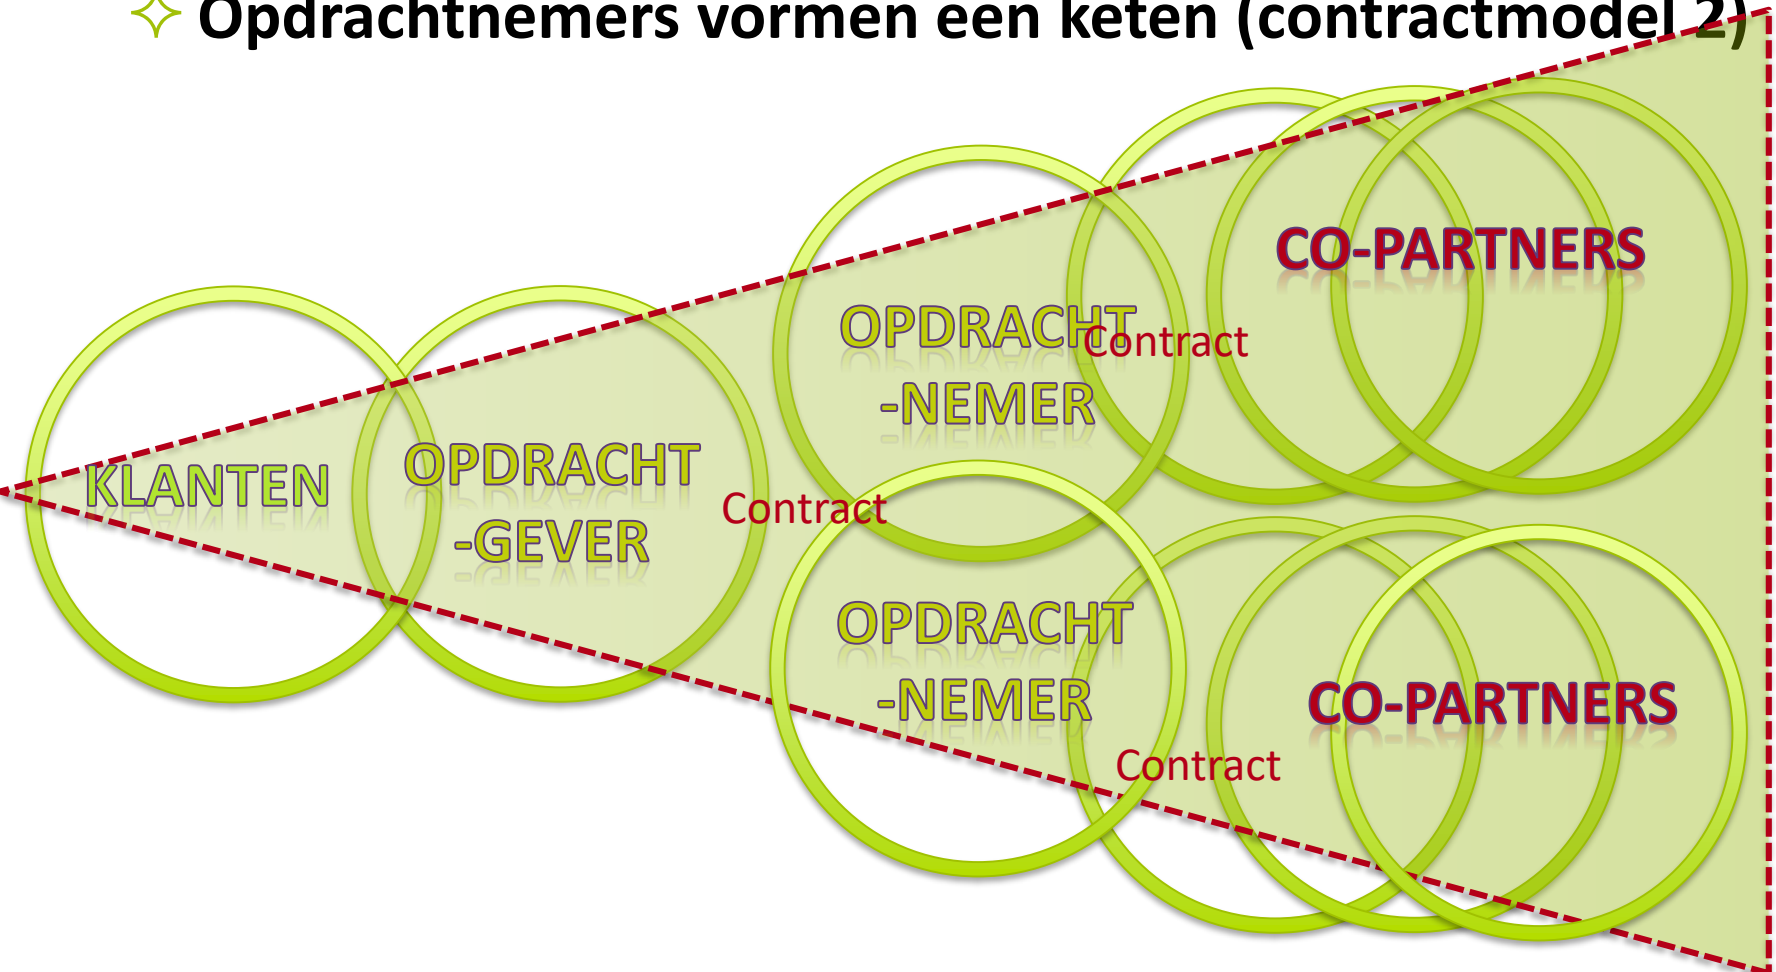 Opdrachtnemers vormen een keten (contractmodel 2)
KLANTEN
OPDRACHT
-GEVER
Contract
OPDRACHT
-NEMER
Contract
CO-PARTNERS
OPDRACHT
-NEMER
Contract
CO-PARTNERS